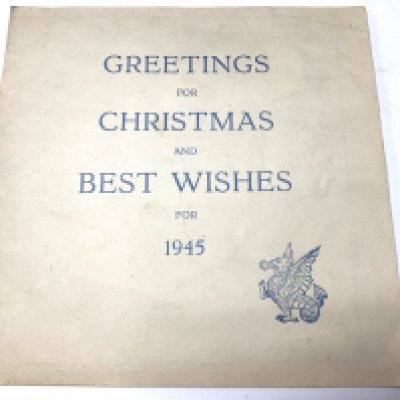 GREETINGS
FOR
CHRISTMAS
AND
BEST WISHES
FOR
1945